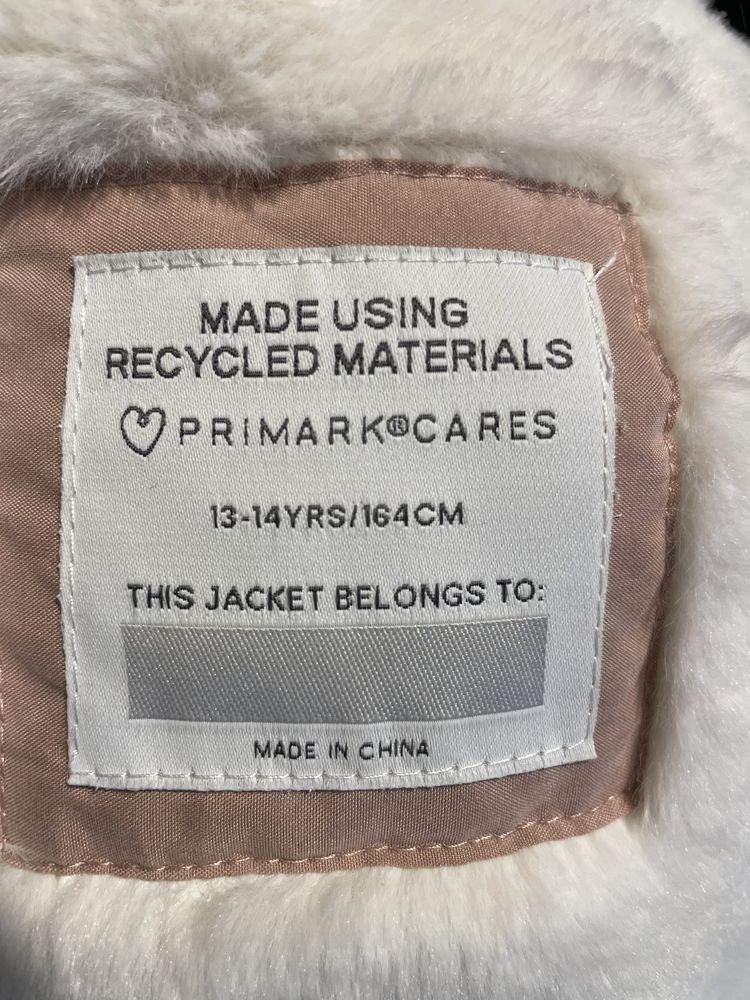 MADE USING
RECYCLED MATERIALS
PRIMARK®CARES
13-14YRS/164CM
THIS JACKET BELONGS TO:
MADE IN CHINA